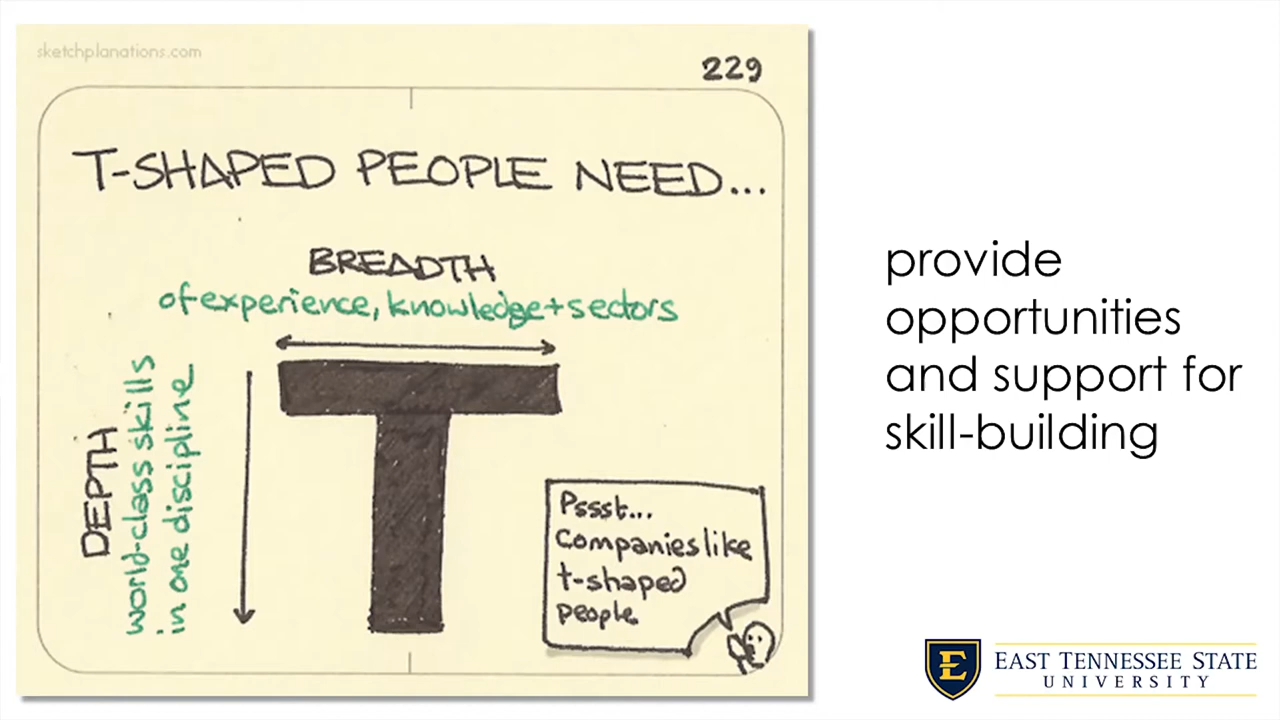 sketchplanations.com
229
T-SHAPED PEOPLE NEED...
BREADTH
of experience, knowledge + sectors
DEPTH
world-class skills
in one discipline
Pssst...
Companies like
t-shaped
people
provide
opportunities
and support for
skill-building
E
EAST TENNESSEE STATE
UNIVERSITY